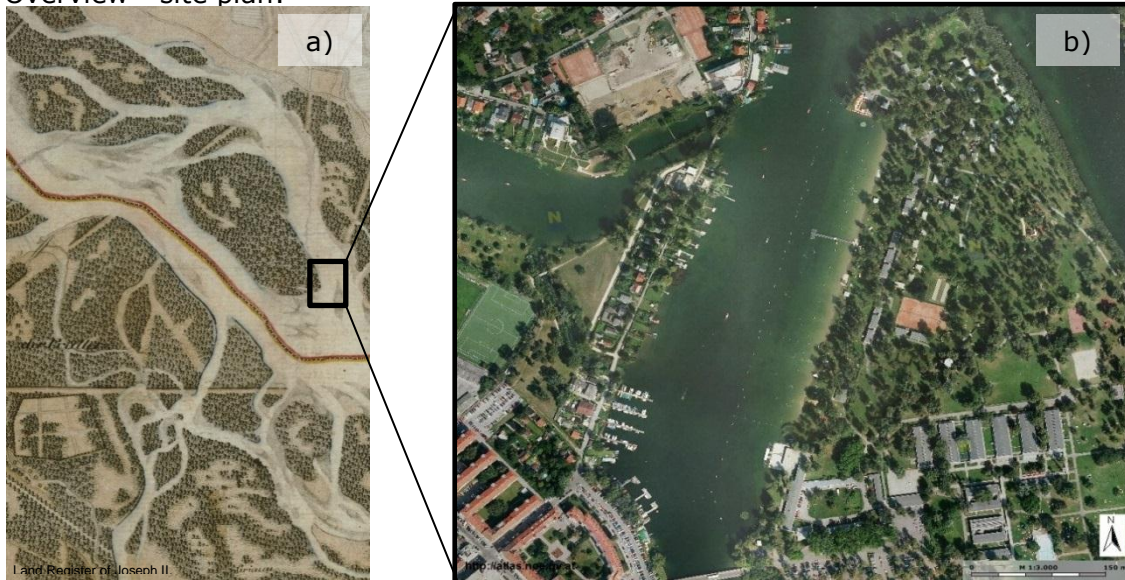 Overview – site plan:
a)
b)
Land Register of Joseph II
http://atlas.noe.gv.at
N
0 M 1:3.000 150 m